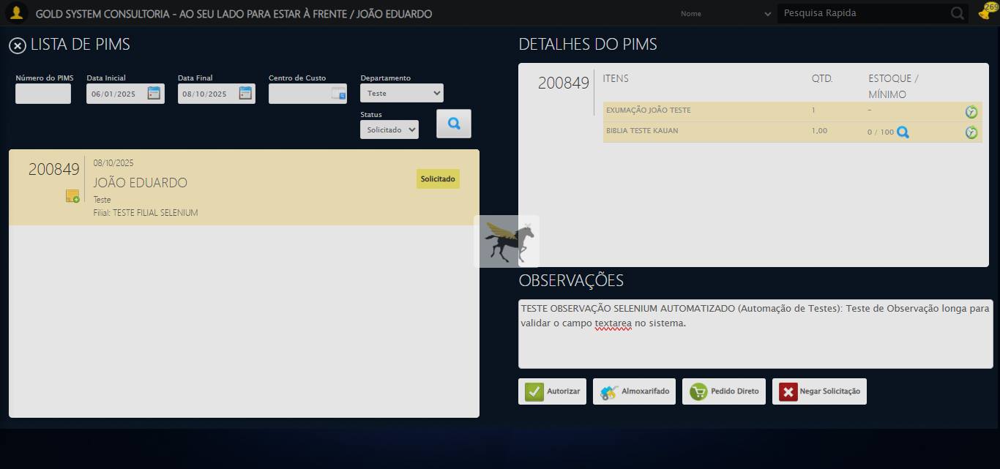 GOLD SYSTEM CONSULTORIA - AO SEU LADO PARA ESTAR À FRENTE / JOÃO EDUARDO
Nome
Pesquisa Rapida
269
LISTA DE PIMS
Número do PIMS
Data Inicial
Data Final
Centro de Custo
Departamento
06/01/2025
08/10/2025
Teste
Status
Solicitado
200849
08/10/2025
JOÃO EDUARDO
Teste
Filial: TESTE FILIAL SELENIUM
Solicitado
DETALHES DO PIMS
200849
ITENS
QTD.
ESTOQUE /
MÍNIMO
EXUMAÇÃO JOÃO TESTE
1
-
BIBLIA TESTE KAUAN
1,00
0 / 100
OBSERVAÇÕES
TESTE OBSERVAÇÃO SELENIUM AUTOMATIZADO (Automação de Testes): Teste de Observação longa para
validar o campo textarea no sistema.
Autorizar
Almoxarifado
Pedido Direto
Negar Solicitação